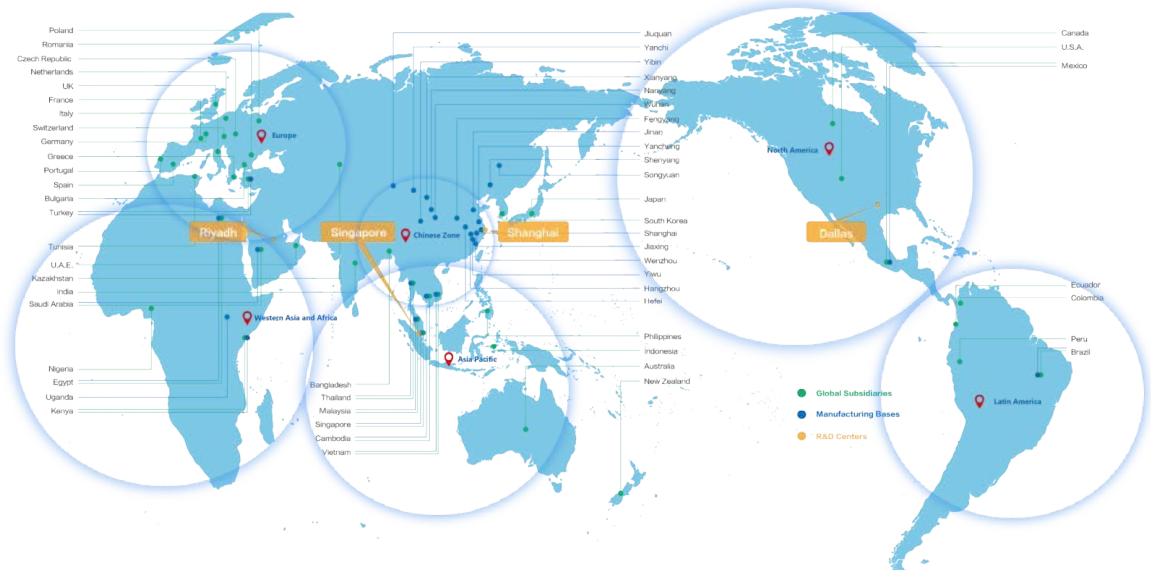 Poland
Romania
Czech Republic
Netherlands
UK
France
Italy
Switzerland
Germany
Greece
Portugal
Spain
Bulgaria
Turkey
Tunisia
U.A.E.
Kazakhstan
India
Saudi Arabia
Nigeria
Egypt
Uganda
Kenya
Europe
Riyadh
Singapore
Chinese Zone
Shanghai
Western Asia and Africa
Asia Pacific
Bangladesh
Thailand
Malaysia
Singapore
Cambodia
Vietnam
Jiuquan
Yanchi
Yibin
Xianyang
Nanyang
Wuhan
Fengyang
Jinan
Yancheng
Shenyang
Songyuan
Japan
South Korea
Shanghai
Jiaxing
Wenzhou
Yiwu
Hangzhou
Hefei
Philippines
Indonesia
Australia
New Zealand
North America
Dallas
Canada
U.S.A.
Mexico
Ecuador
Colombia
Peru
Brazil
Latin America
Global Subsidiaries
Manufacturing Bases
R&D Centers